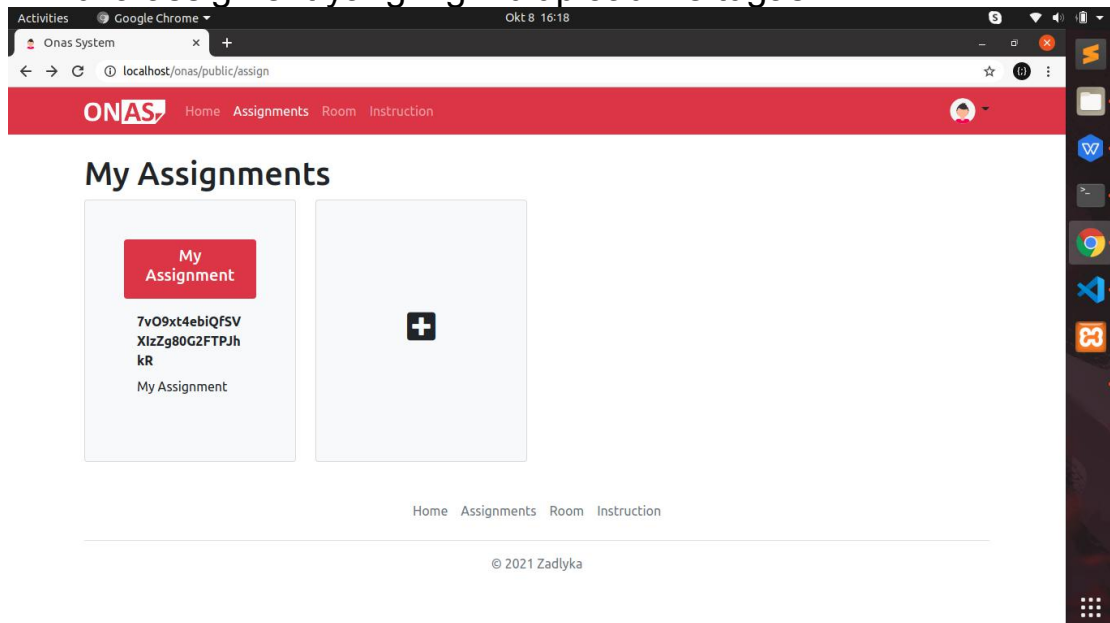 Activities Google Chrome Okt 8 16:18
Onas System
localhost/onas/public/assign
ONAS Home Assignments Room Instruction
My Assignments
My
Assignment
7vO9xt4ebiQfSV
XIzZg80G2FTPJh
kR
My Assignment
Home Assignments Room Instruction
© 2021 Zadlyka